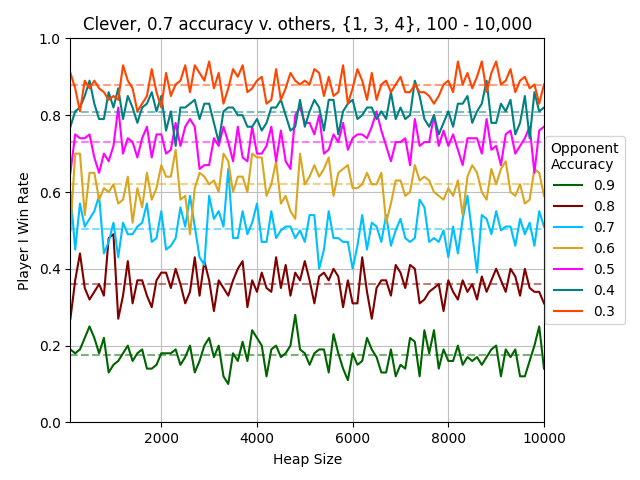 Clever, 0.7 accuracy v. others, {1, 3, 4}, 100 - 10,000
Player I Win Rate
1.0
0.8
0.6
0.4
0.2
0.0
2000 4000 6000 8000 10000
Heap Size
Opponent
Accuracy
0.9
0.8
0.7
0.6
0.5
0.4
0.3